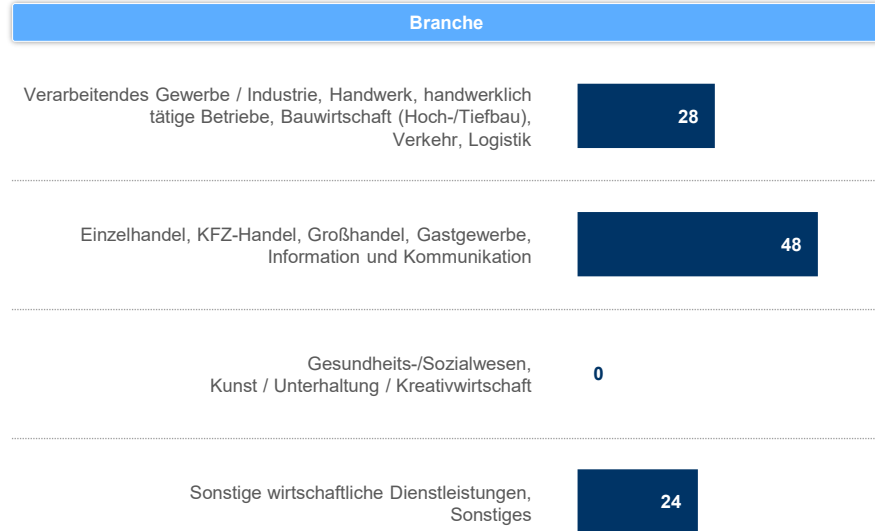 Branche
Verarbeitendes Gewerbe / Industrie, Handwerk, handwerklich
tätige Betriebe, Bauwirtschaft (Hoch-/Tiefbau),
Verkehr, Logistik
28
Einzelhandel, KFZ-Handel, Großhandel, Gastgewerbe,
Information und Kommunikation
48
Gesundheits-/Sozialwesen,
Kunst / Unterhaltung / Kreativwirtschaft
0
Sonstige wirtschaftliche Dienstleistungen,
Sonstiges
24